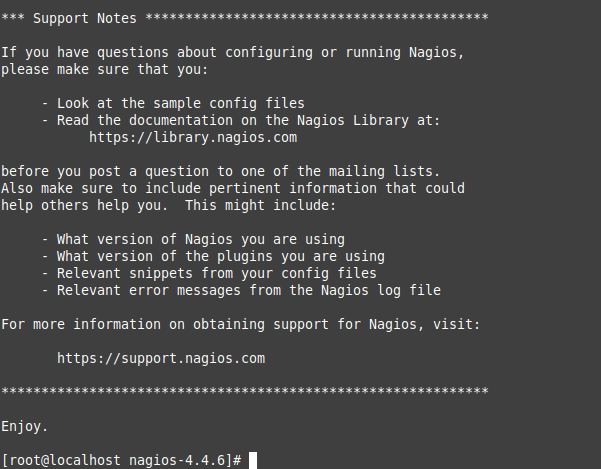 *** Support Notes *******************************************
If you have questions about configuring or running Nagios,
please make sure that you:
- Look at the sample config files
- Read the documentation on the Nagios Library at:
https://library.nagios.com
before you post a question to one of the mailing lists.
Also make sure to include pertinent information that could
help others help you.  This might include:
- What version of Nagios you are using
- What version of the plugins you are using
- Relevant snippets from your config files
- Relevant error messages from the Nagios log file
For more information on obtaining support for Nagios, visit:
https://support.nagios.com
*************************************************************
Enjoy.
[root@localhost nagios-4.4.6]#